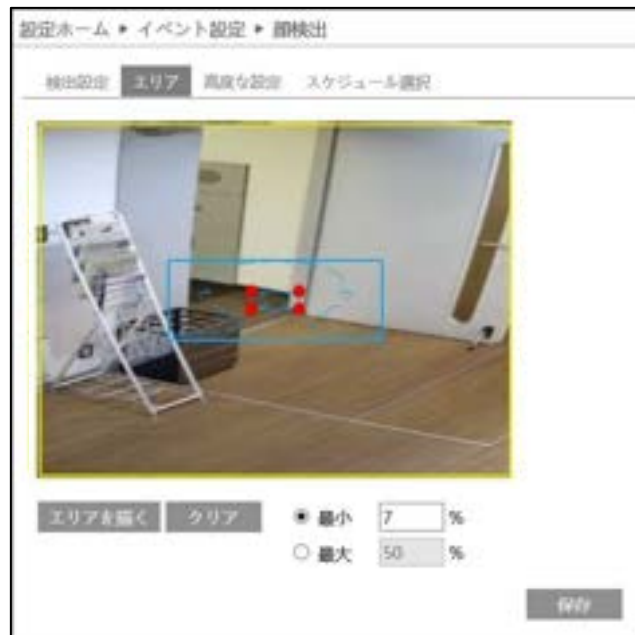 設定ホーム ▸ イベント設定 ▸ 顔検出
検出設定 エリア 高度な設定 スケジュール選択
エリアを描く クリア 最小 7 %
最大 50 %
保存